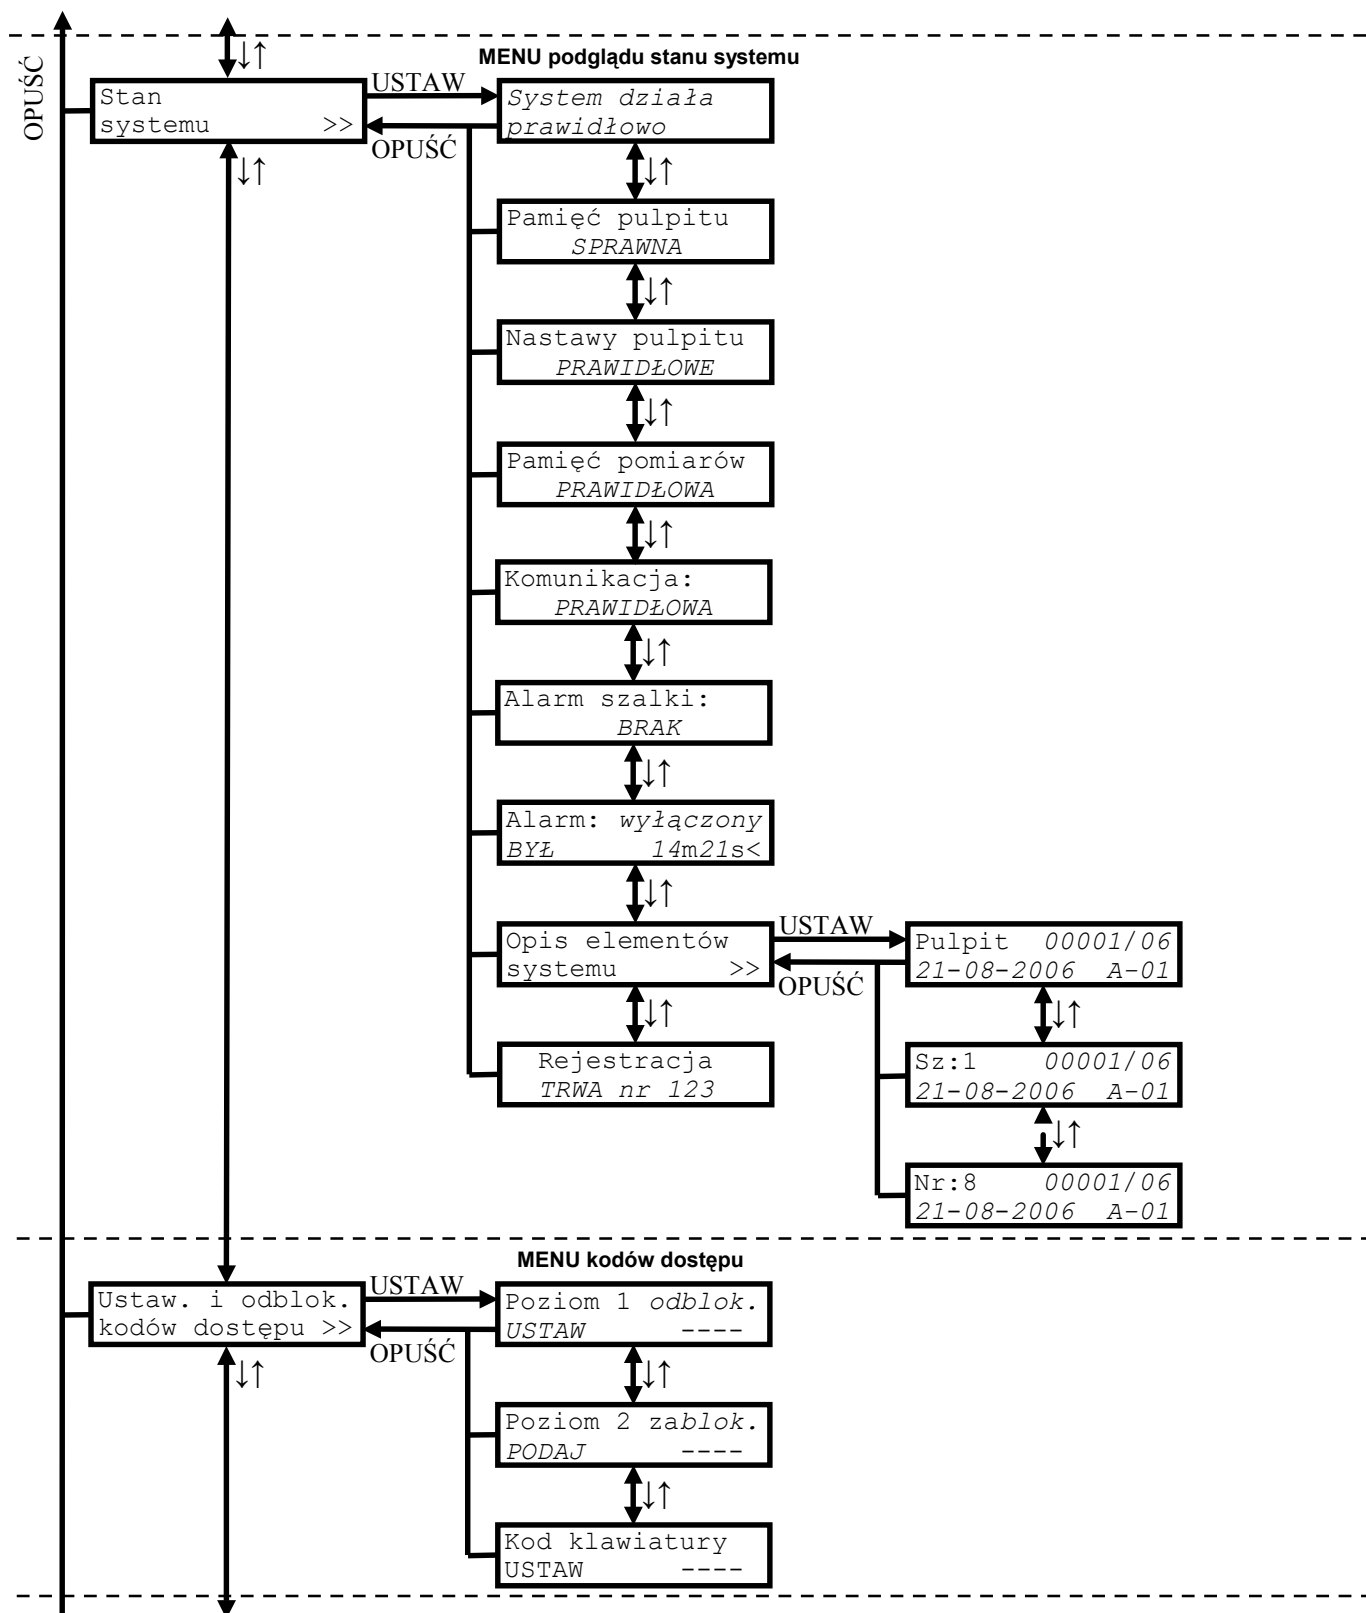 OPUŚĆ
↓↑
MENU podglądu stanu systemu
Stan
systemu >>
USTAW
OPUŚĆ
System działa
prawidłowo
↓↑
↓↑
Pamięć pulpitu
SPRAWNA
↓↑
Nastawy pulpitu
PRAWIDŁOWE
↓↑
Pamięć pomiarów
PRAWIDŁOWA
↓↑
Komunikacja:
PRAWIDŁOWA
↓↑
Alarm szalki:
BRAK
↓↑
Alarm: wyłączony
BYŁ 14m21s<
↓↑
Opis elementów
systemu >>
USTAW
OPUŚĆ
Pulpit 00001/06
21-08-2006 A-01
↓↑
↓↑
Rejestracja
TRWA nr 123
Sz:1 00001/06
21-08-2006 A-01
↓↑
Nr:8 00001/06
21-08-2006 A-01
MENU kodów dostępu
Ustaw. i odblok.
kodów dostępu >>
USTAW
OPUŚĆ
Poziom 1 odblok.
USTAW ----
↓↑
↓↑
Poziom 2 zablok.
PODAJ ----
↓↑
Kod klawiatury
USTAW ----